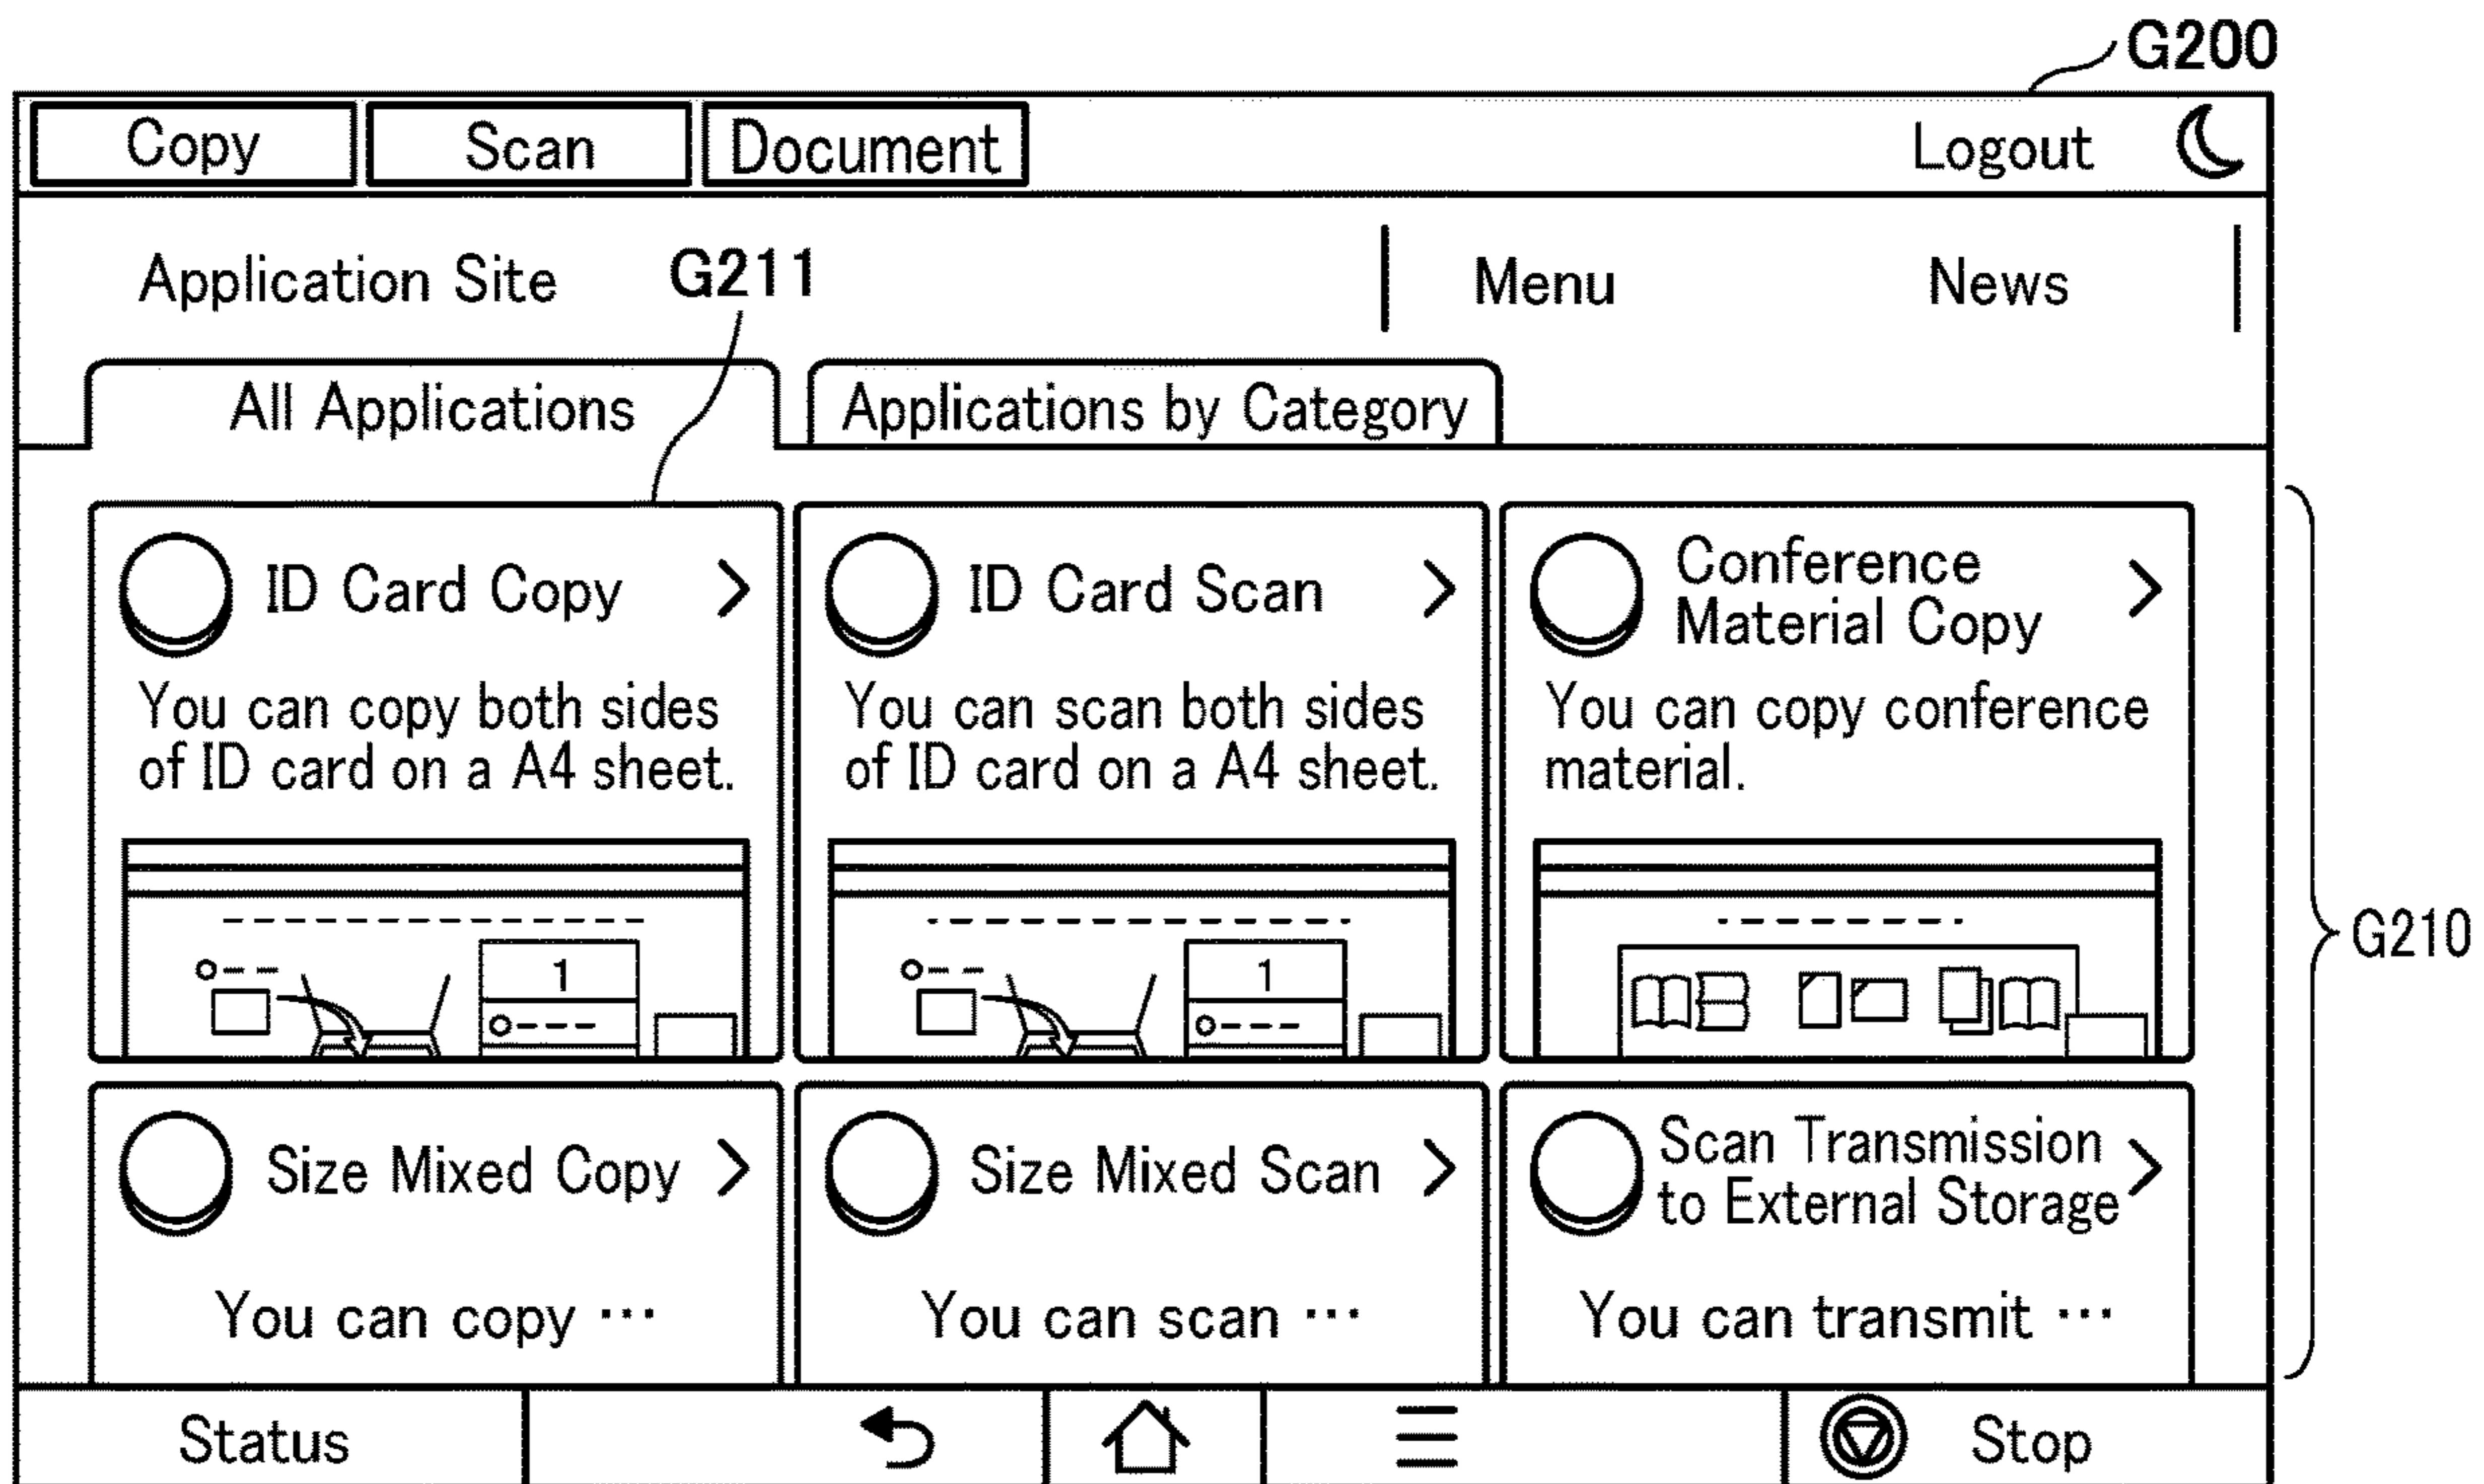 G200
Copy
Scan
Document
Logout
Application Site
G211
Menu
News
All Applications
Applications by Category
ID Card Copy
You can copy both sides
of ID card on a A4 sheet.
1
ID Card Scan
You can scan both sides
of ID card on a A4 sheet.
1
Conference
Material Copy
You can copy conference
material.
G210
Size Mixed Copy
You can copy ···
Size Mixed Scan
You can scan ···
Scan Transmission
to External Storage
You can transmit ···
Status
Stop